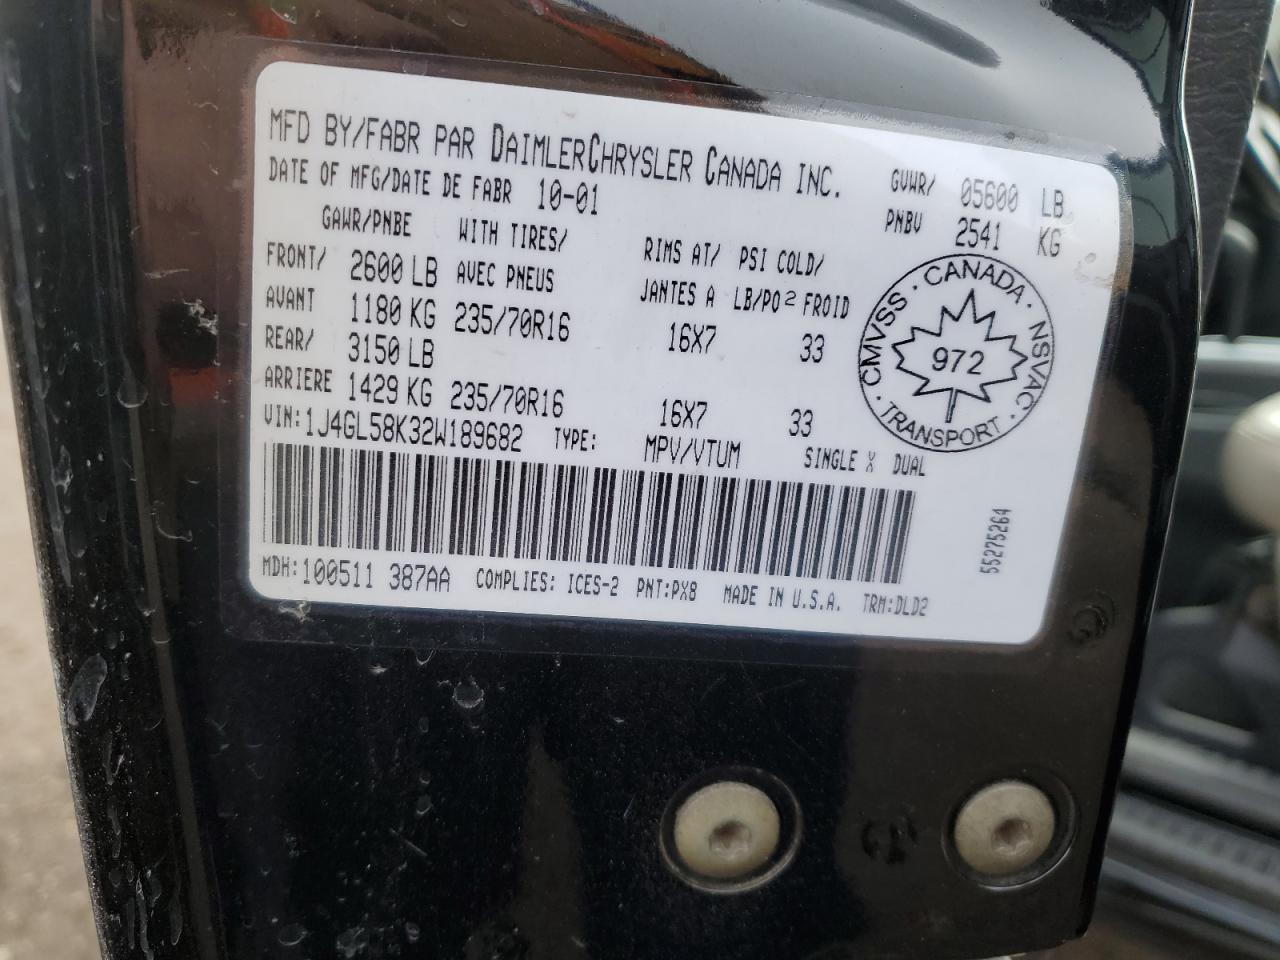 MFD BY/FABR PAR DAIMLERCHRYSLER CANADA INC.
DATE OF MFG/DATE DE FABR 10-01
GVWR/ 05600 LB
PNBV 2541 KG
GAWR/PNBE WITH TIRES/ RIMS AT/ PSI COLD/
FRONT/ 2600 LB AVEC PNEUS JANTES A LB/PO² FROID
AVANT 1180 KG 235/70R16 16X7 33
REAR/ 3150 LB
ARRIERE 1429 KG 235/70R16 16X7 33
VIN:1J4GL58K32W189682 TYPE: MPV/VTUM SINGLE X DUAL
CANADA · NSVAC · TRANSPORT · CMVSS ·
972
55275264
MDH:100511 387AA COMPLIES: ICES-2 PNT:PX8 MADE IN U.S.A. TRM:DLD2